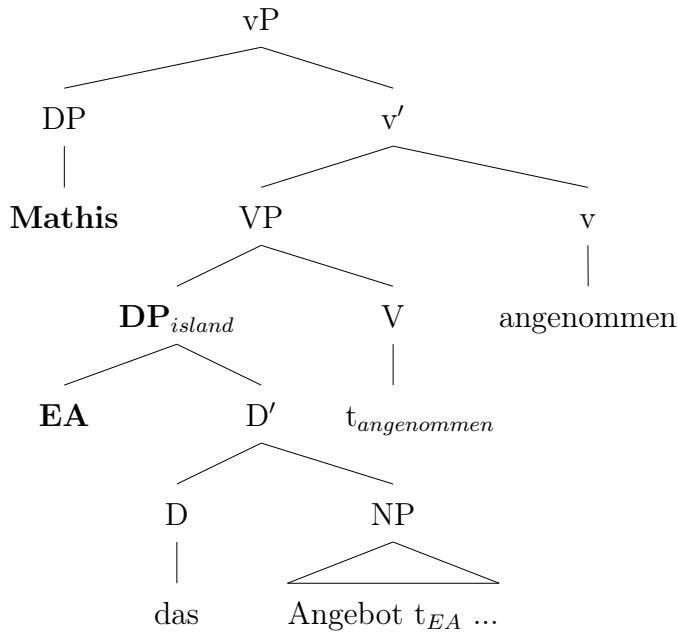 vP
DP v′
Mathis VP v
DP_island V angenommen
EA D′ t_angenommen
D NP
das Angebot t_EA ...